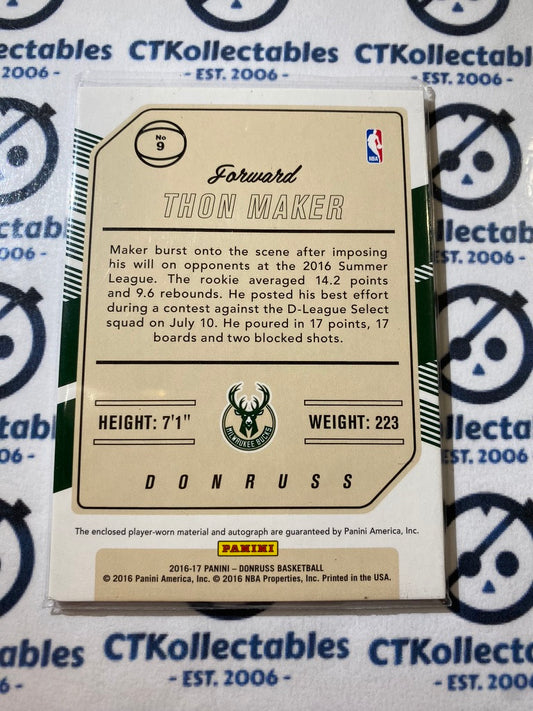 CTKollectables
- EST. 2006 -
CTKollectables
- EST. 2006 -
No
9
NBA
Forward
THON MAKER
Maker burst onto the scene after imposing
his will on opponents at the 2016 Summer
League. The rookie averaged 14.2 points
and 9.6 rebounds. He posted his best effort
during a contest against the D-League Select
squad on July 10. He poured in 17 points, 17
boards and two blocked shots.
HEIGHT: 7'1"
MILWAUKEE BUCKS
WEIGHT: 223
DONRUSS
The enclosed player-worn material and autograph are guaranteed by Panini America, Inc.
PANINI
2016-17 PANINI – DONRUSS BASKETBALL
© 2016 Panini America, Inc. © 2016 NBA Properties, Inc. Printed in the USA.
CTKollectables
- EST. 2006 -
CTKollecta
- EST. 2006 -